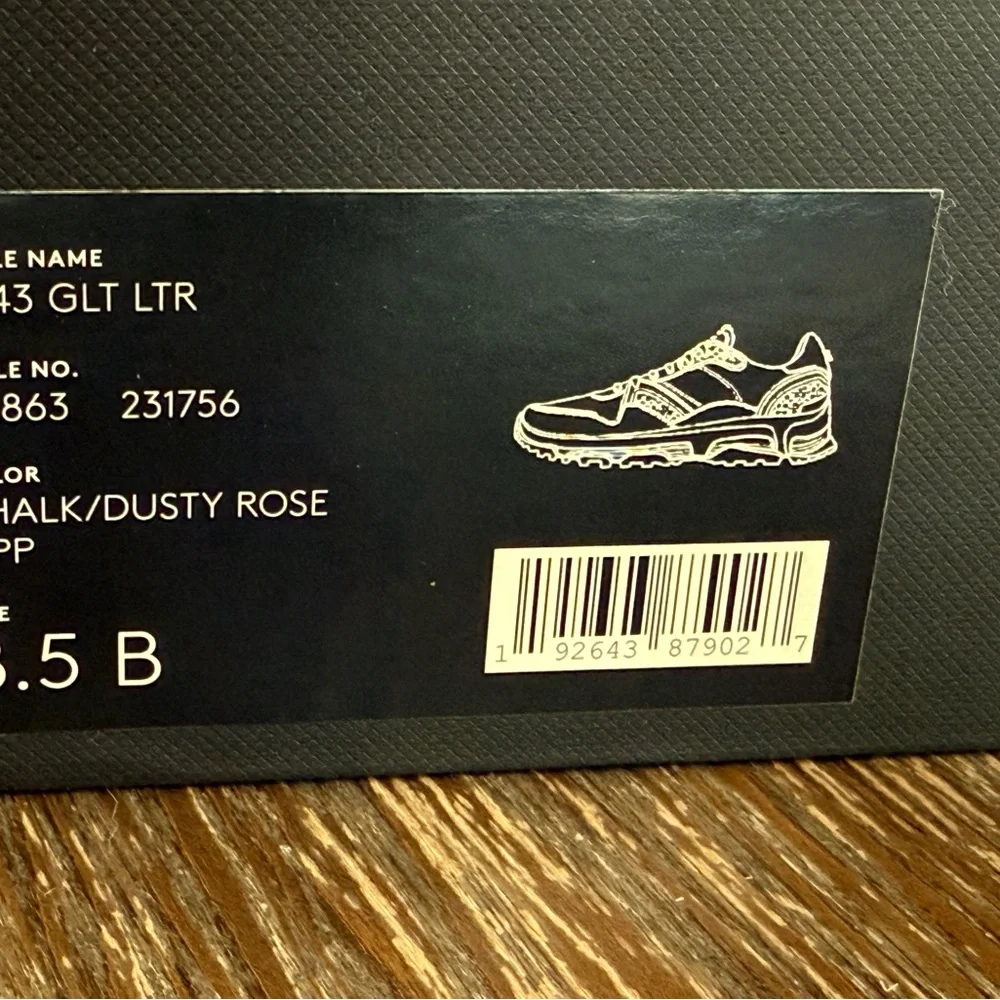 LE NAME
43 GLT LTR
LE NO.
863 231756
LOR
HALK/DUSTY ROSE
PP
E
.5 B
1 92643 87902 7